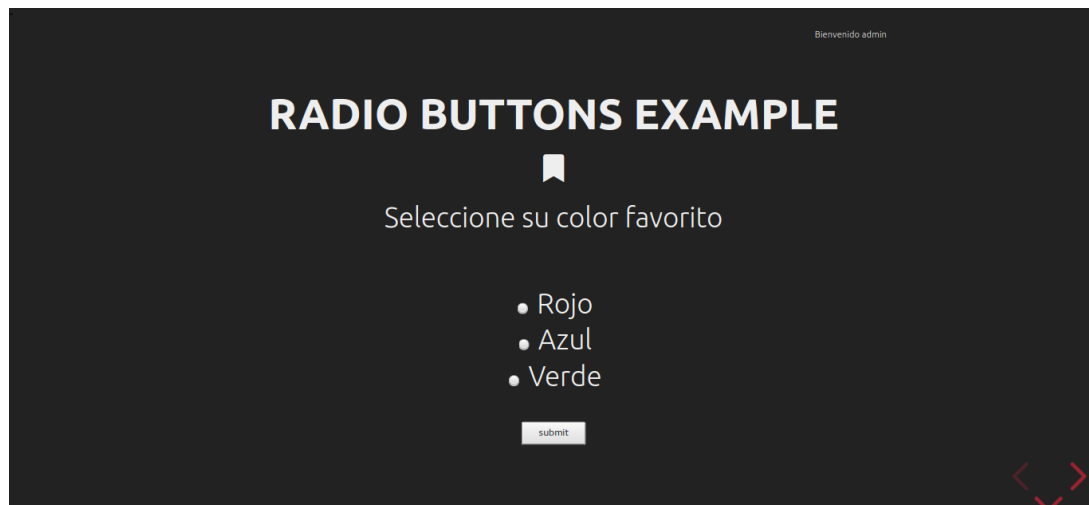 Bienvenido admin
RADIO BUTTONS EXAMPLE
Seleccione su color favorito
Rojo
Azul
Verde
submit